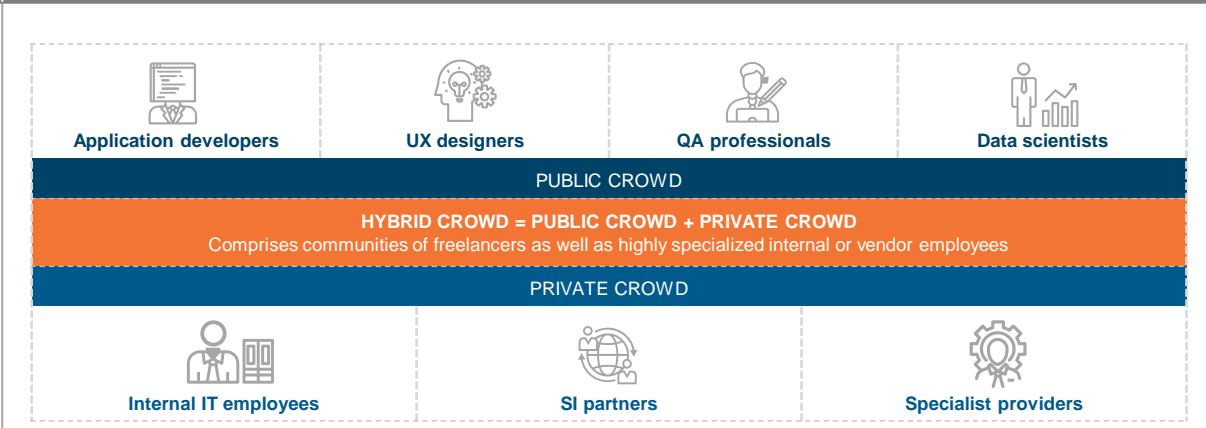 Application developers
UX designers
QA professionals
Data scientists
PUBLIC CROWD
HYBRID CROWD = PUBLIC CROWD + PRIVATE CROWD
Comprises communities of freelancers as well as highly specialized internal or vendor employees
PRIVATE CROWD
Internal IT employees
SI partners
Specialist providers